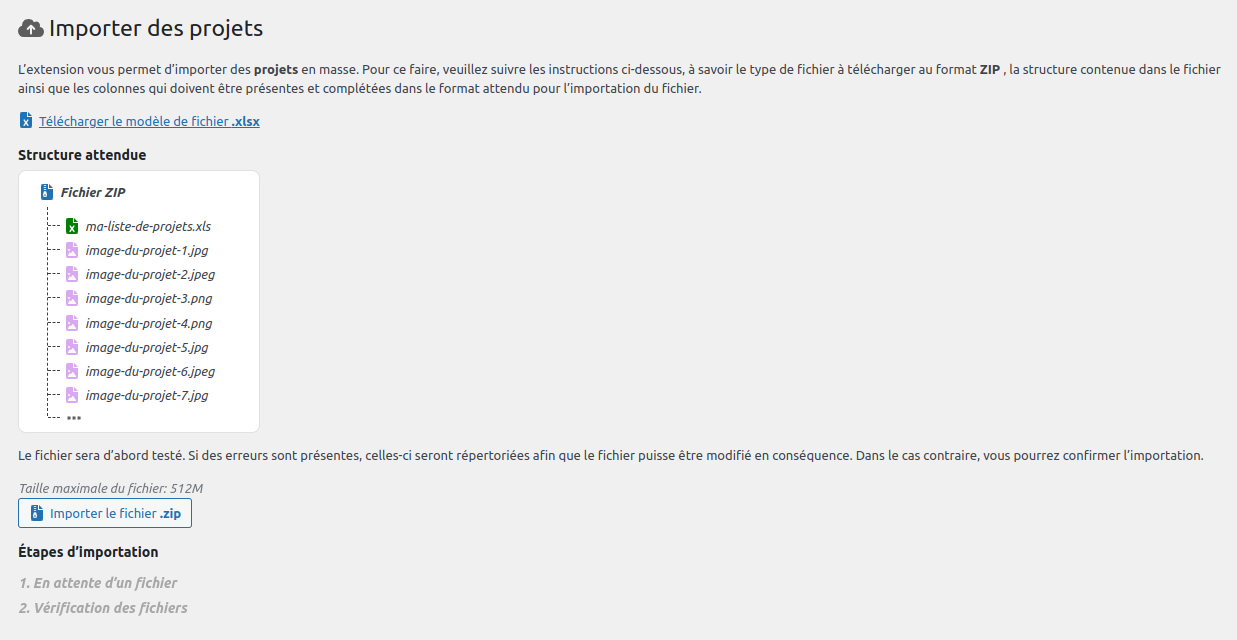 Importer des projets
L’extension vous permet d’importer des projets en masse. Pour ce faire, veuillez suivre les instructions ci-dessous, à savoir le type de fichier à télécharger au format ZIP , la structure contenue dans le fichier
ainsi que les colonnes qui doivent être présentes et complétées dans le format attendu pour l’importation du fichier.
Télécharger le modèle de fichier .xlsx
Structure attendue
Fichier ZIP
ma-liste-de-projets.xls
image-du-projet-1.jpg
image-du-projet-2.jpeg
image-du-projet-3.png
image-du-projet-4.png
image-du-projet-5.jpg
image-du-projet-6.jpeg
image-du-projet-7.jpg
Le fichier sera d’abord testé. Si des erreurs sont présentes, celles-ci seront répertoriées afin que le fichier puisse être modifié en conséquence. Dans le cas contraire, vous pourrez confirmer l’importation.
Taille maximale du fichier: 512M
Importer le fichier .zip
Étapes d’importation
1. En attente d’un fichier
2. Vérification des fichiers